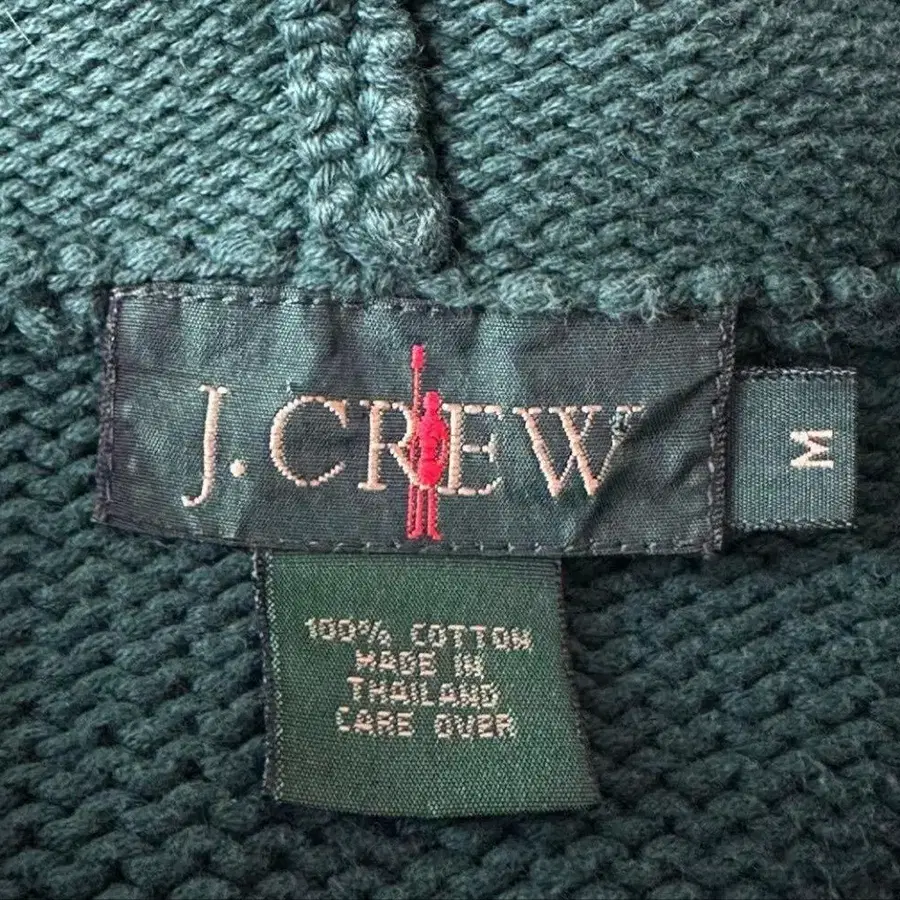 J. CREW
M
100% COTTON
MADE IN
THAILAND
CARE OVER